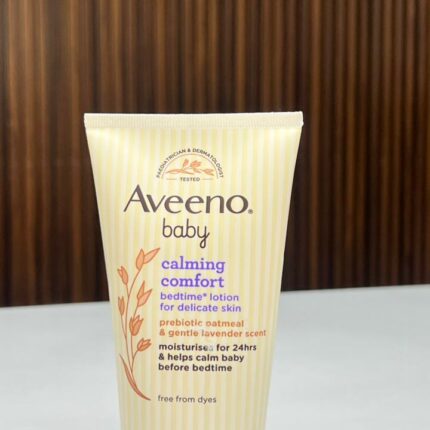 PAEDIATRICIAN & DERMATOLOGIST
TESTED
Aveeno®
baby
calming
comfort
bedtime* lotion
for delicate skin
prebiotic oatmeal
& gentle lavender scent
moisturises for 24hrs
& helps calm baby
before bedtime
free from dyes